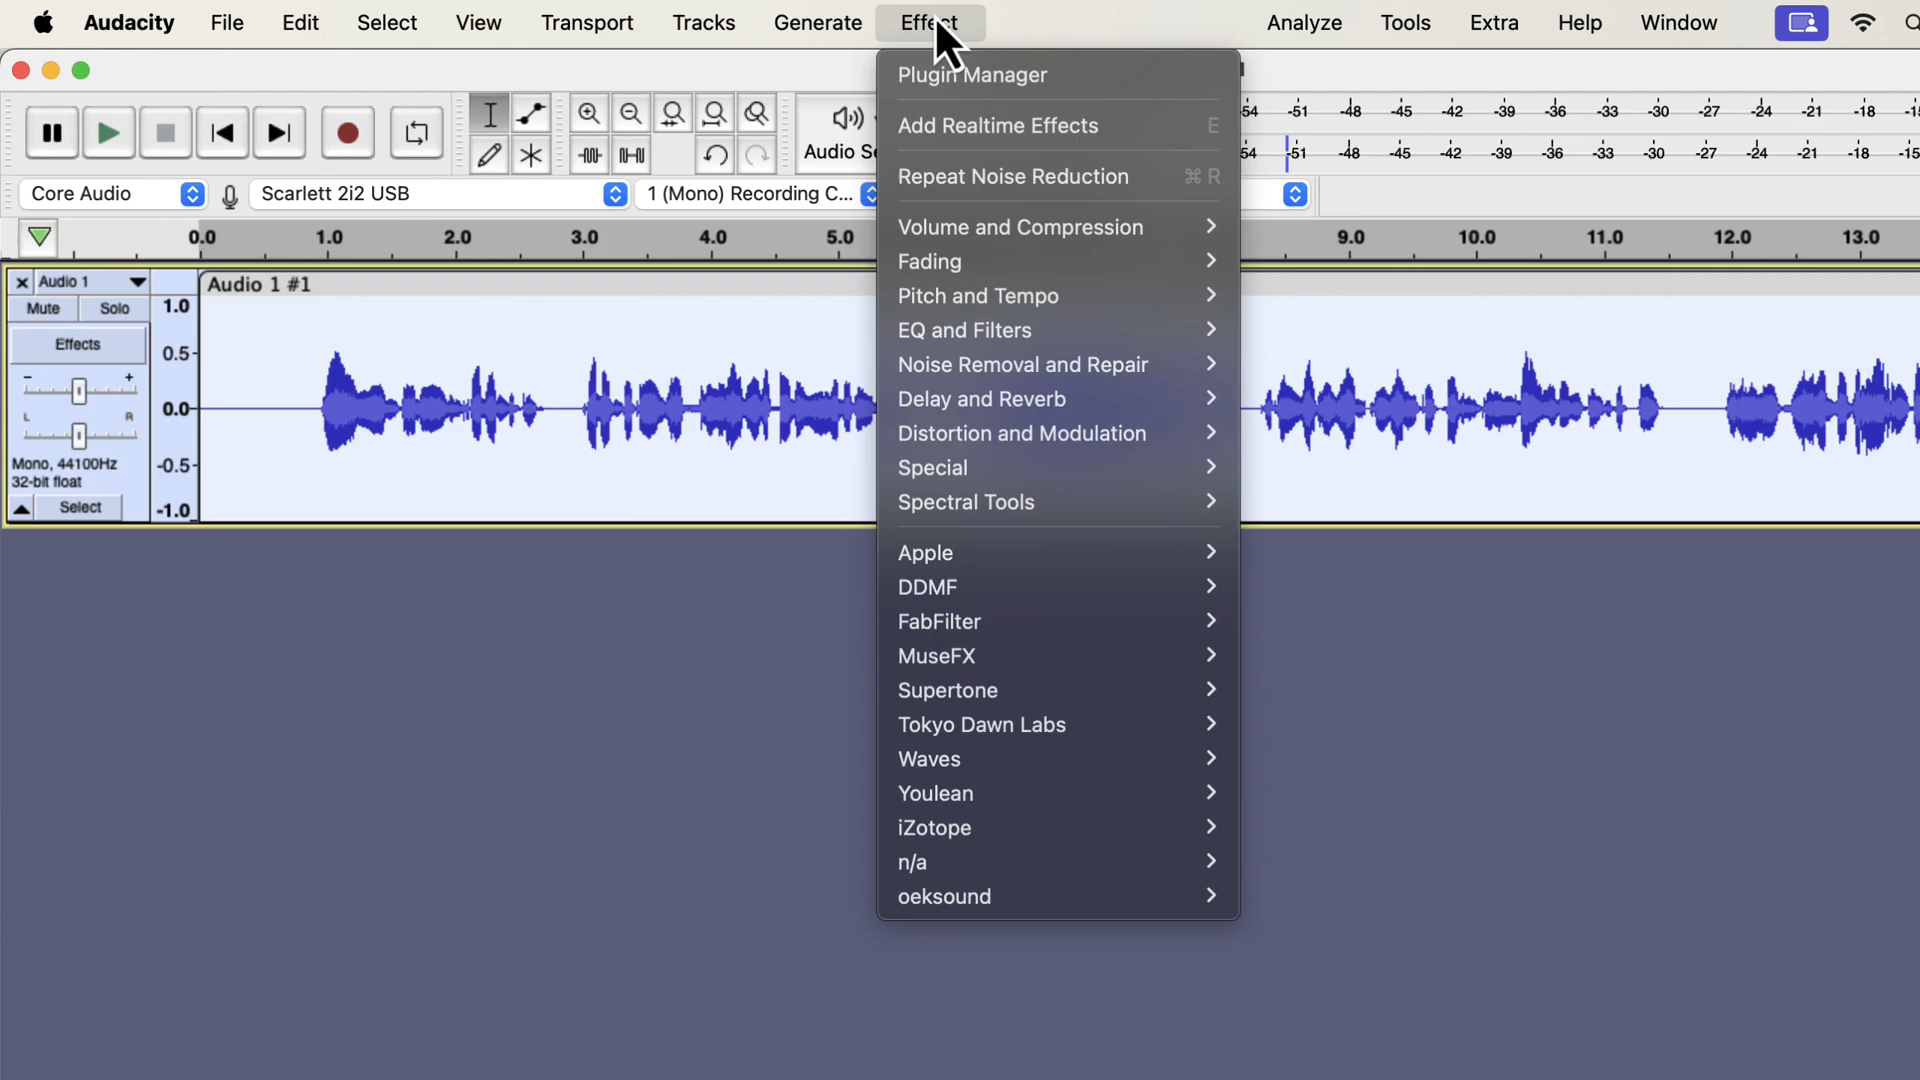 Audacity File Edit Select View Transport Tracks Generate Effect Analyze Tools Extra Help Window
Plugin Manager
Add Realtime Effects E
Repeat Noise Reduction ⌘ R
Volume and Compression
Fading
Pitch and Tempo
EQ and Filters
Noise Removal and Repair
Delay and Reverb
Distortion and Modulation
Special
Spectral Tools
Apple
DDMF
FabFilter
MuseFX
Supertone
Tokyo Dawn Labs
Waves
Youlean
iZotope
n/a
oeksound
-51 -48 -45 -42 -39 -36 -33 -30 -27 -24 -21 -18
Audio
54 -51 -48 -45 -42 -39 -36 -33 -30 -27 -24 -21 -18 -15
Core Audio Scarlett 2i2 USB 1 (Mono) Recording C...
0.0 1.0 2.0 3.0 4.0 5.0 9.0 10.0 11.0 12.0 13.0
Audio 1
Audio 1 #1
Mute Solo
Effects
- +
L R
Mono, 44100Hz
32-bit float
Select
1.0
0.5
0.0
-0.5
-1.0